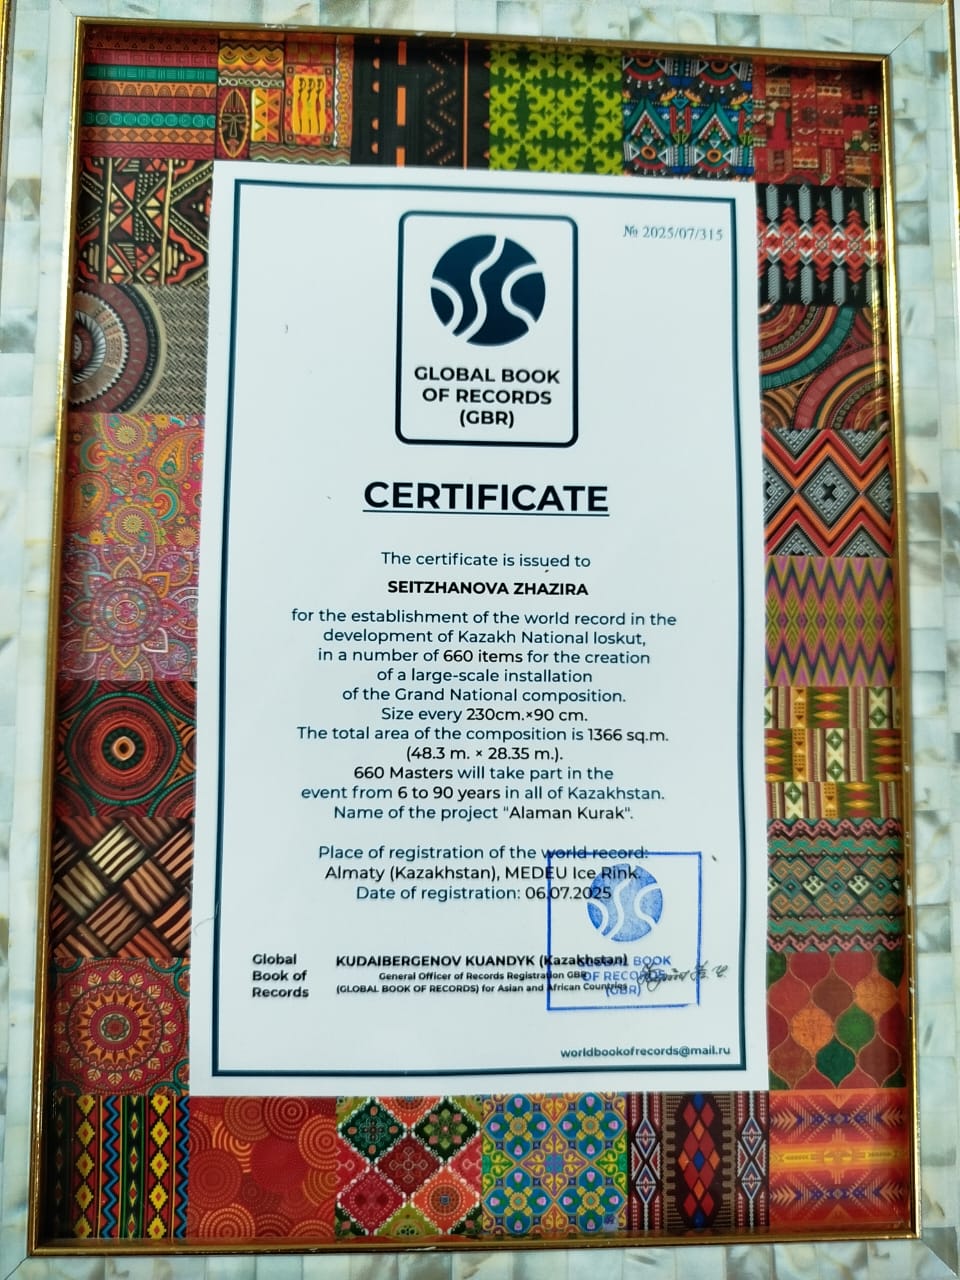 № 2025/07/315
GLOBAL BOOK
OF RECORDS
(GBR)
CERTIFICATE
The certificate is issued to
SEITZHANOVA ZHAZIRA
for the establishment of the world record in the
development of Kazakh National loskut,
in a number of 660 items for the creation
of a large-scale installation
of the Grand National composition.
Size every 230cm.×90 cm.
The total area of the composition is 1366 sq.m.
(48.3 m. × 28.35 m.).
660 Masters will take part in the
event from 6 to 90 years in all of Kazakhstan.
Name of the project "Alaman Kurak".
Place of registration of the world record:
Almaty (Kazakhstan), MEDEU Ice Rink.
Date of registration: 06.07.2025
Global
Book of
Records
KUDAIBERGENOV KUANDYK (Kazakhstan)
General Officer of Records Registration GBR
(GLOBAL BOOK OF RECORDS) for Asian and African Countries
GLOBAL BOOK
OF RECORDS
(GBR)
worldbookofrecords@mail.ru